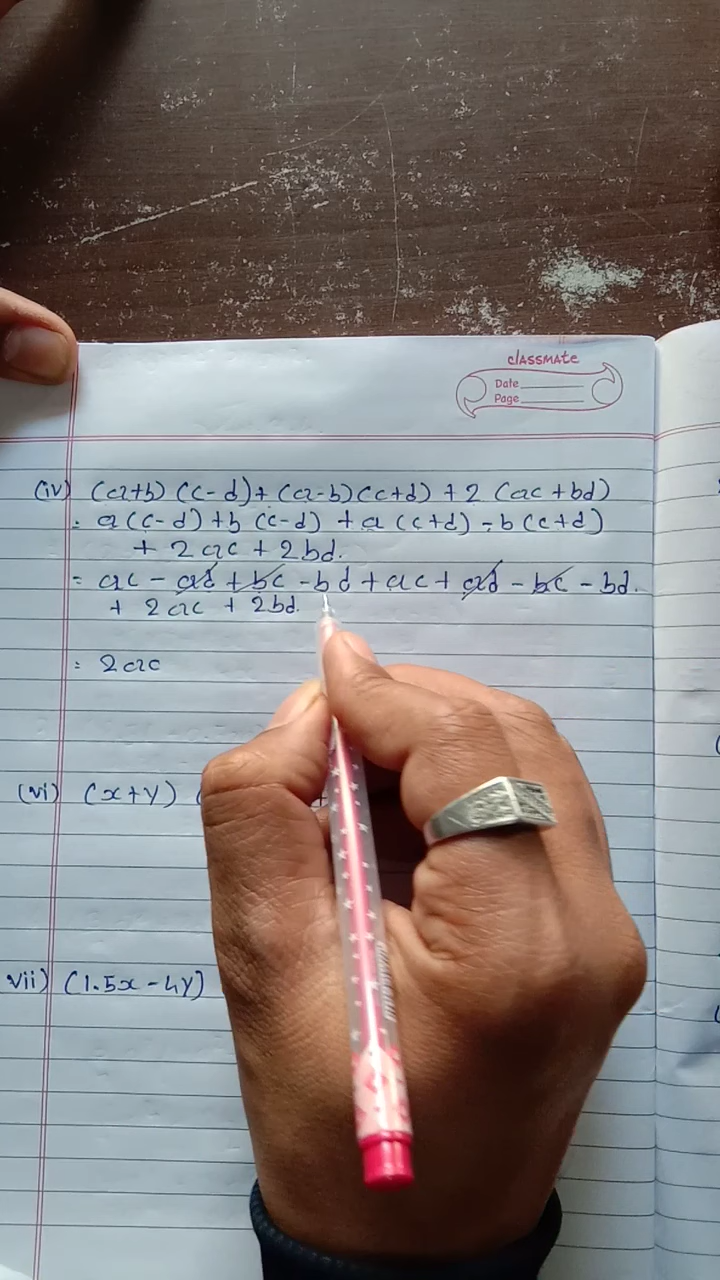 classmate
Date
Page
(iv) (a+b) (c-d) + (a-b) (c+d) + 2 (ac + bd)
= a (c-d) + b (c-d) + a (c+d) - b (c+d)
+ 2ac + 2bd.
= ac - ad + bc - bd + ac + ad - bc - bd.
+ 2ac + 2bd.
= 2ac
(vi) (x+y) (
vii) (1.5x - 4y)